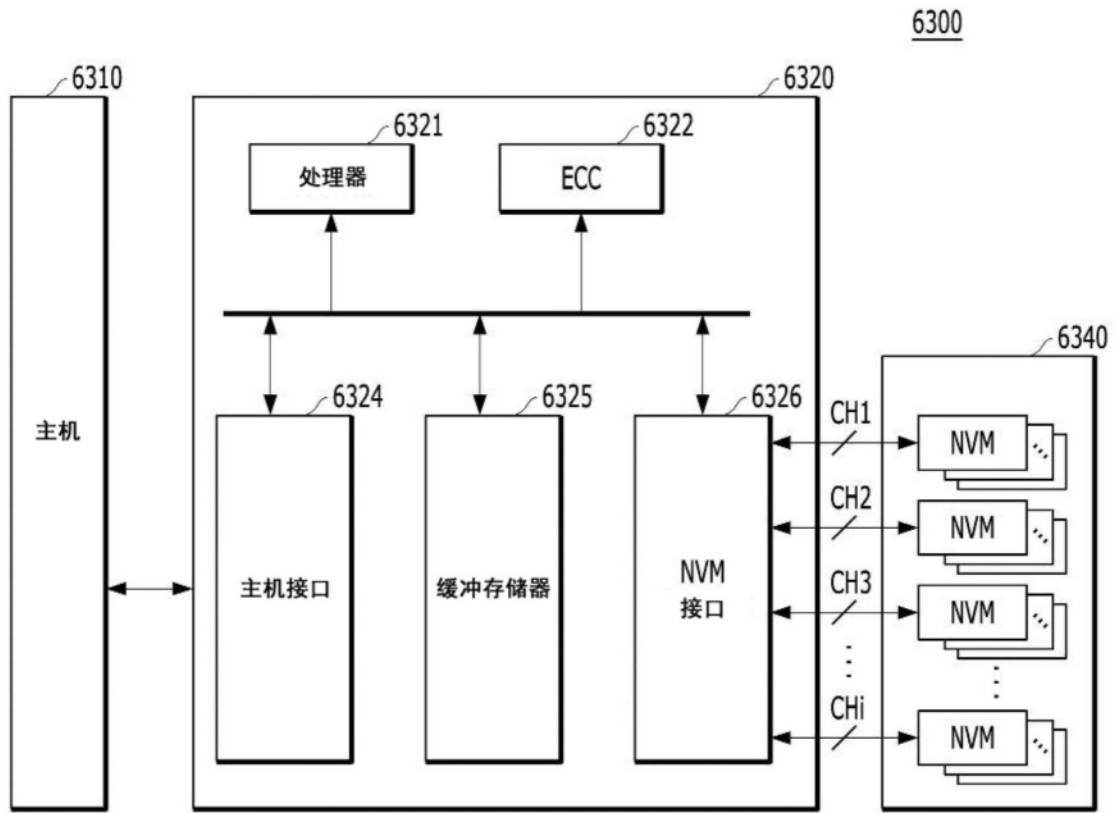 6300
6310
6320
6321
6322
处理器
ECC
6340
6324
6325
6326
CH1
主机
NVM
CH2
NVM
主机接口
缓冲存储器
NVM
接口
CH3
NVM
CHi
NVM